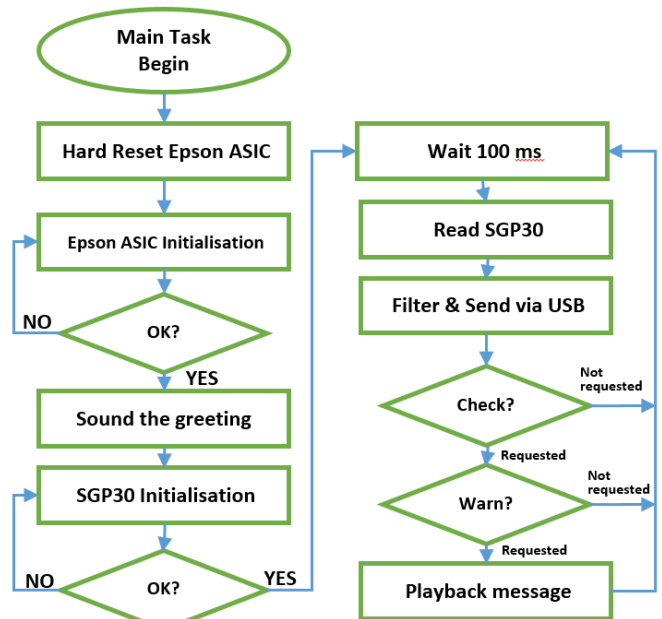 Main Task
Begin
Hard Reset Epson ASIC
Epson ASIC Initialisation
NO
OK?
YES
Sound the greeting
SGP30 Initialisation
NO
OK?
YES
Wait 100 ms
Read SGP30
Filter & Send via USB
Check?
Not
requested
Requested
Warn?
Not
requested
Requested
Playback message